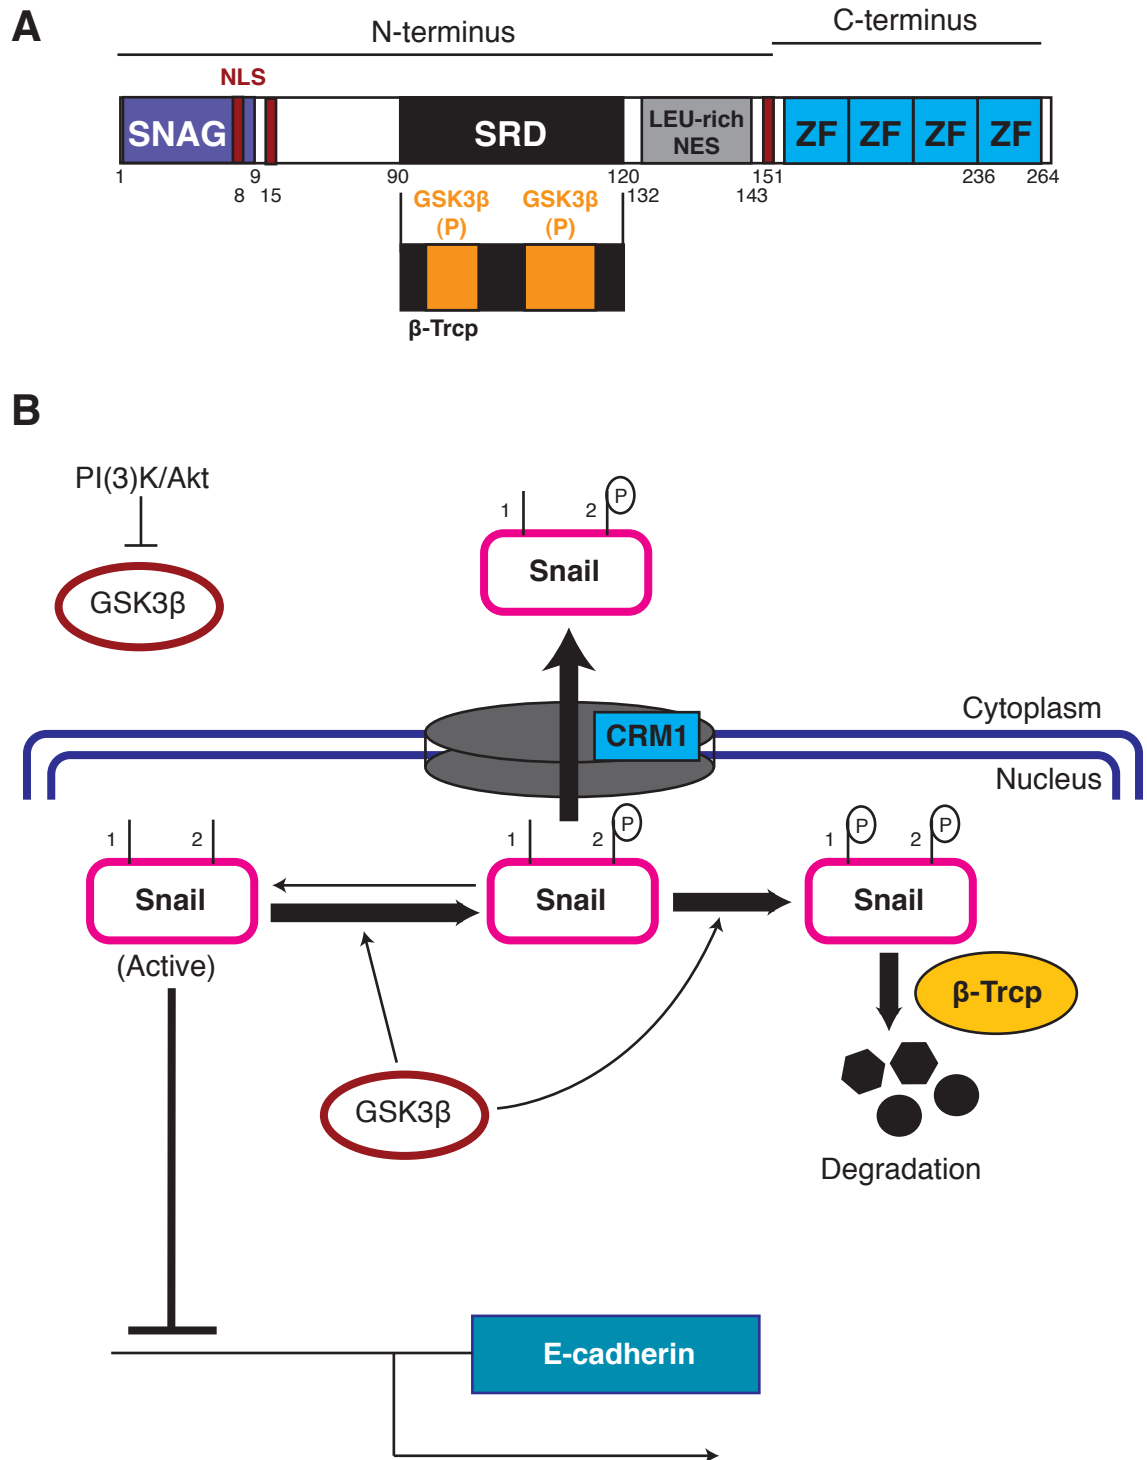 A
N-terminus
C-terminus
NLS
SNAG
SRD
LEU-rich
NES
ZF ZF ZF ZF
1 9 90 120 151 236 264
8 15 132 143
GSK3β GSK3β
(P) (P)
β-Trcp
B
PI(3)K/Akt
GSK3β
1 2 P
Snail
CRM1
Cytoplasm
Nucleus
1 2
Snail
(Active)
1 2 P
Snail
1 P 2 P
Snail
β-Trcp
GSK3β
Degradation
E-cadherin